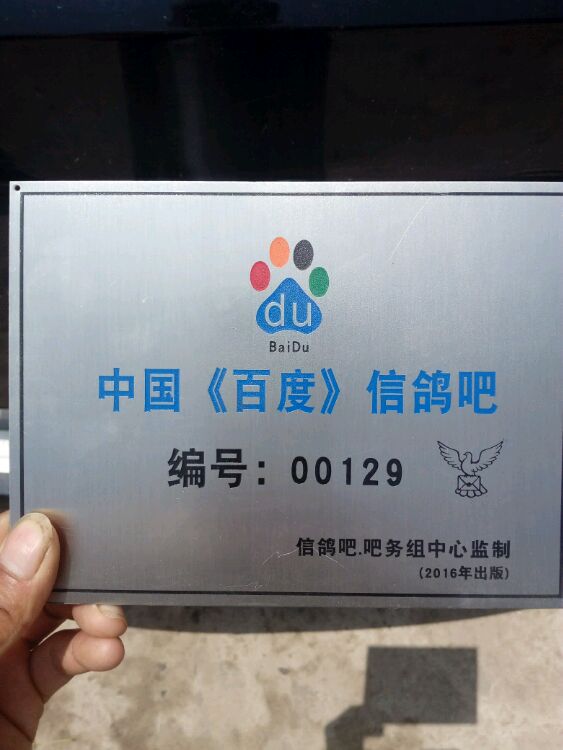 du
BaiDu
中国《百度》信鸽吧
编号：00129
信鸽吧.吧务组中心监制
(2016年出版)